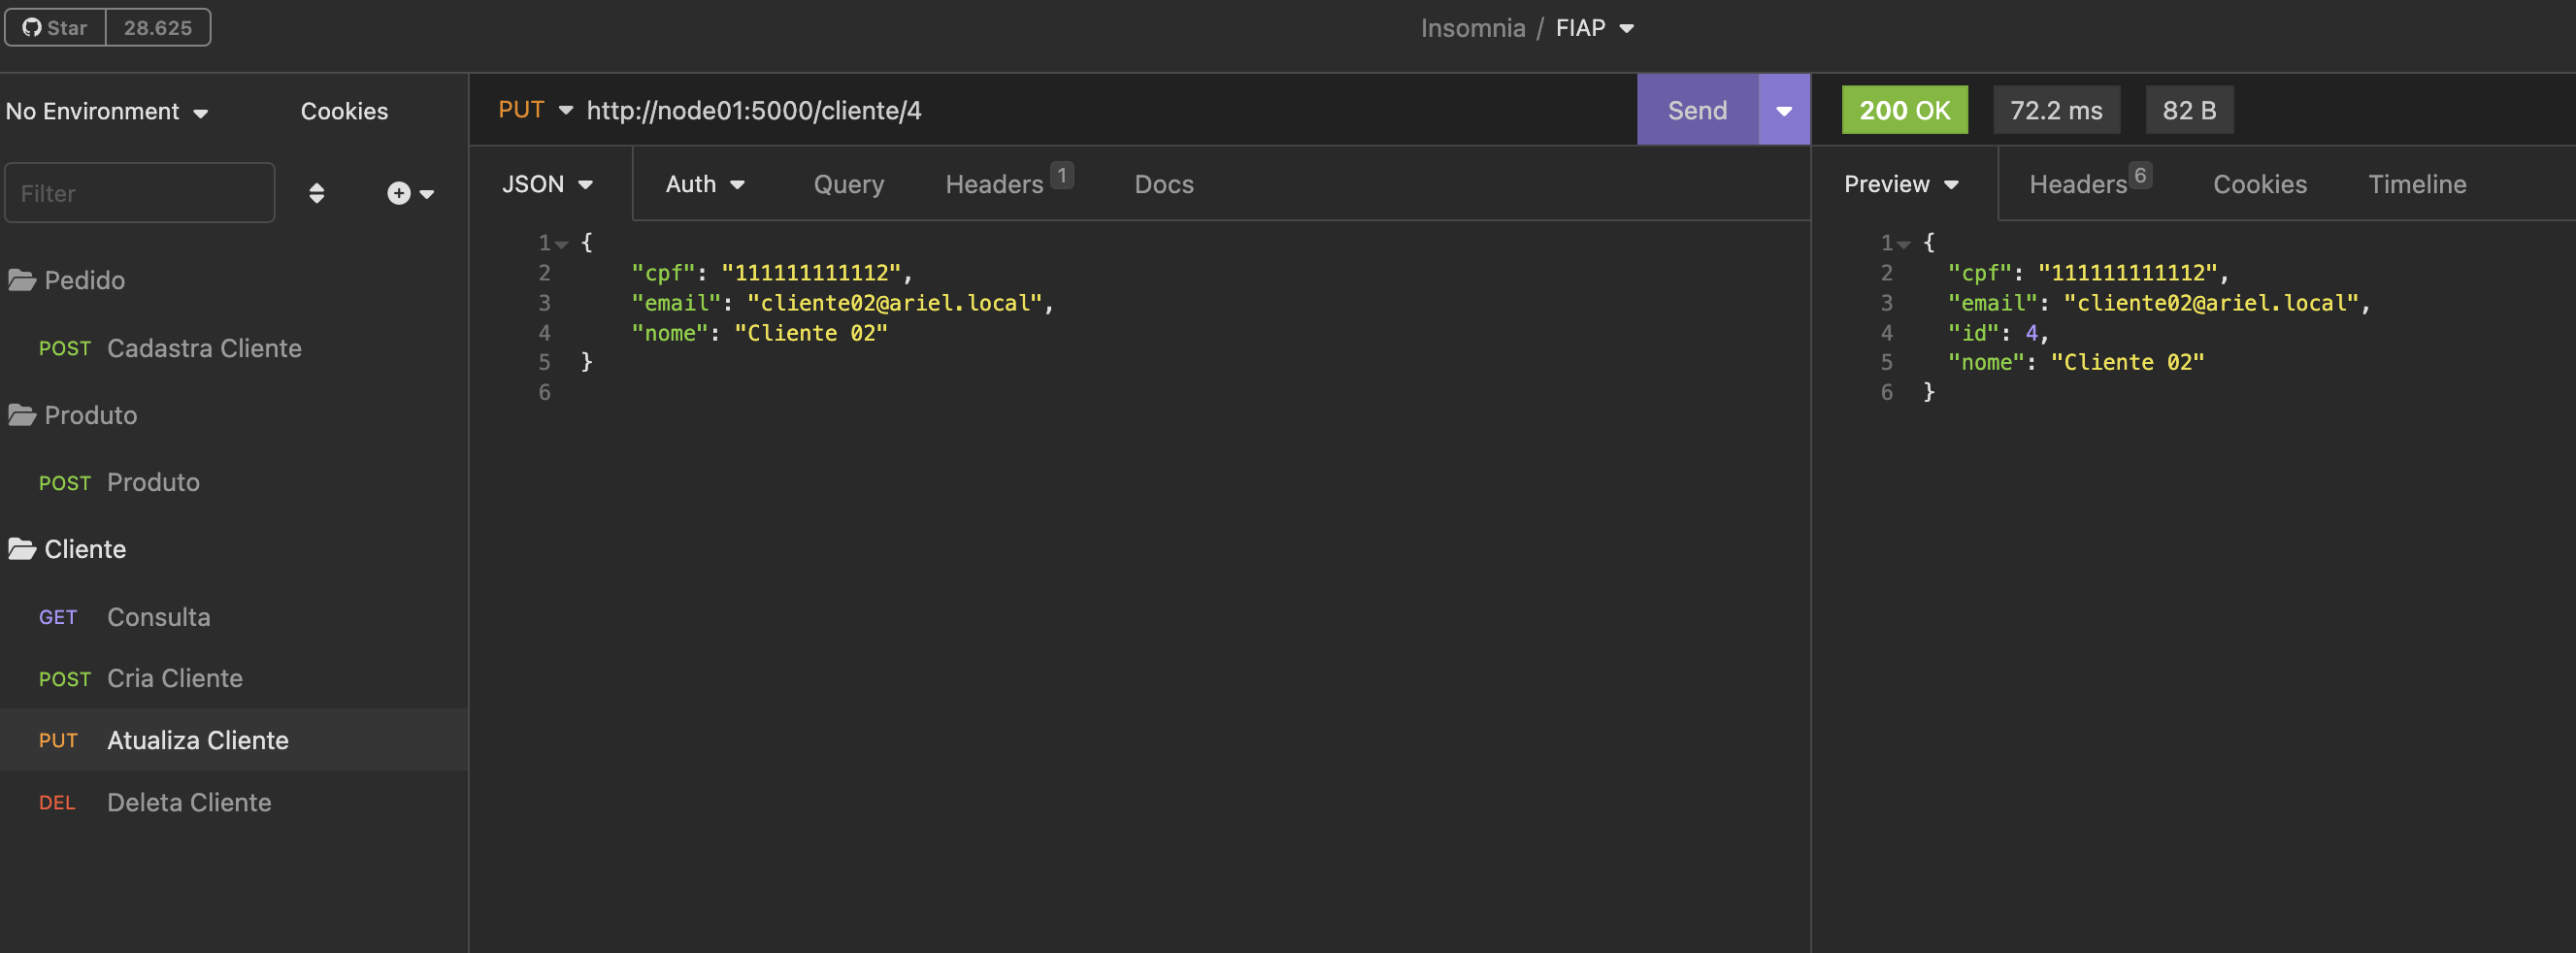 Star 28.625
Insomnia / FIAP
No Environment Cookies
Filter
Pedido
POST Cadastra Cliente
Produto
POST Produto
Cliente
GET Consulta
POST Cria Cliente
PUT Atualiza Cliente
DEL Deleta Cliente
PUT http://node01:5000/cliente/4 Send
JSON Auth Query Headers 1 Docs
1 {
2 "cpf": "111111111112",
3 "email": "cliente02@ariel.local",
4 "nome": "Cliente 02"
5 }
6
200 OK 72.2 ms 82 B
Preview Headers 6 Cookies Timeline
1 {
2 "cpf": "111111111112",
3 "email": "cliente02@ariel.local",
4 "id": 4,
5 "nome": "Cliente 02"
6 }